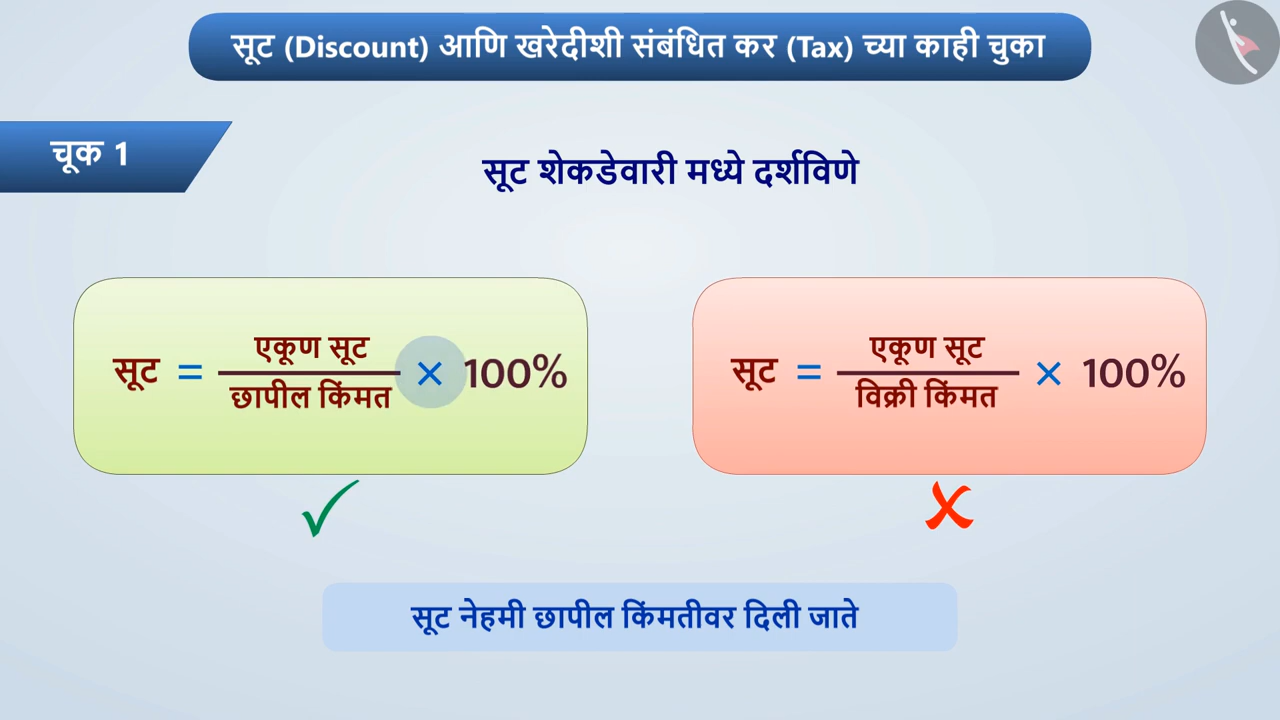 सूट (Discount) आणि खरेदीशी संबंधित कर (Tax) च्या काही चुका
चूक 1
सूट शेकडेवारी मध्ये दर्शविणे
सूट = एकूण सूट / छापील किंमत × 100%
सूट = एकूण सूट / विक्री किंमत × 100%
सूट नेहमी छापील किंमतीवर दिली जाते